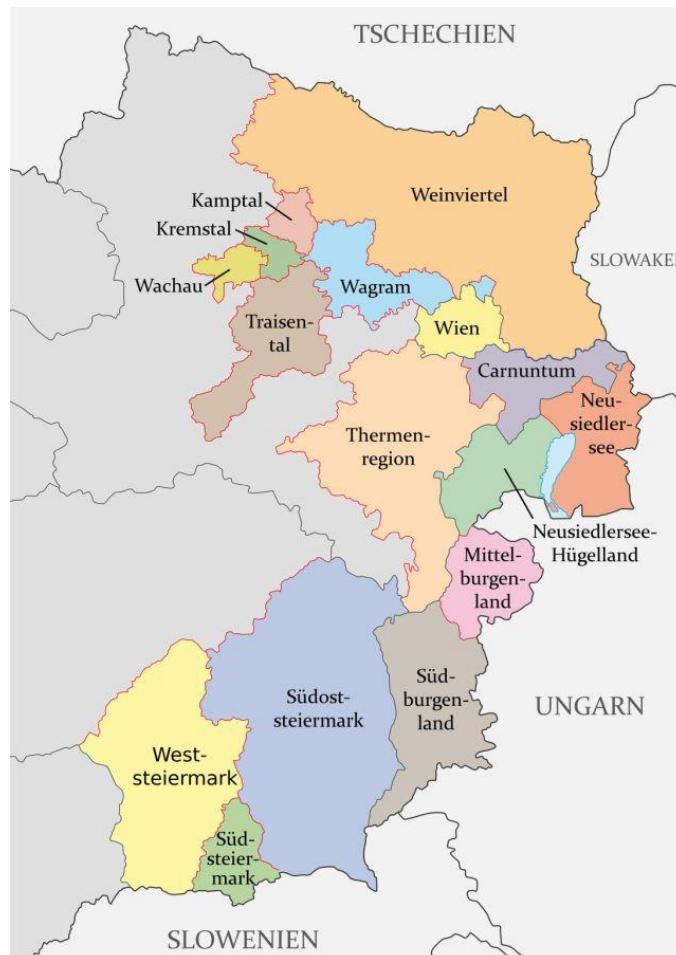 TSCHECHIEN
Weinviertel
Kamptal
Kremstal
SLOWAKEI
Wachau
Wagram
Traisen-
tal
Wien
Carnuntum
Neu-
siedler-
see
Thermen-
region
Neusiedlersee-
Hügelland
Mittel-
burgen-
land
Süd-
burgen-
land
Südost-
steiermark
UNGARN
West-
steiermark
Süd-
steier-
mark
SLOWENIEN